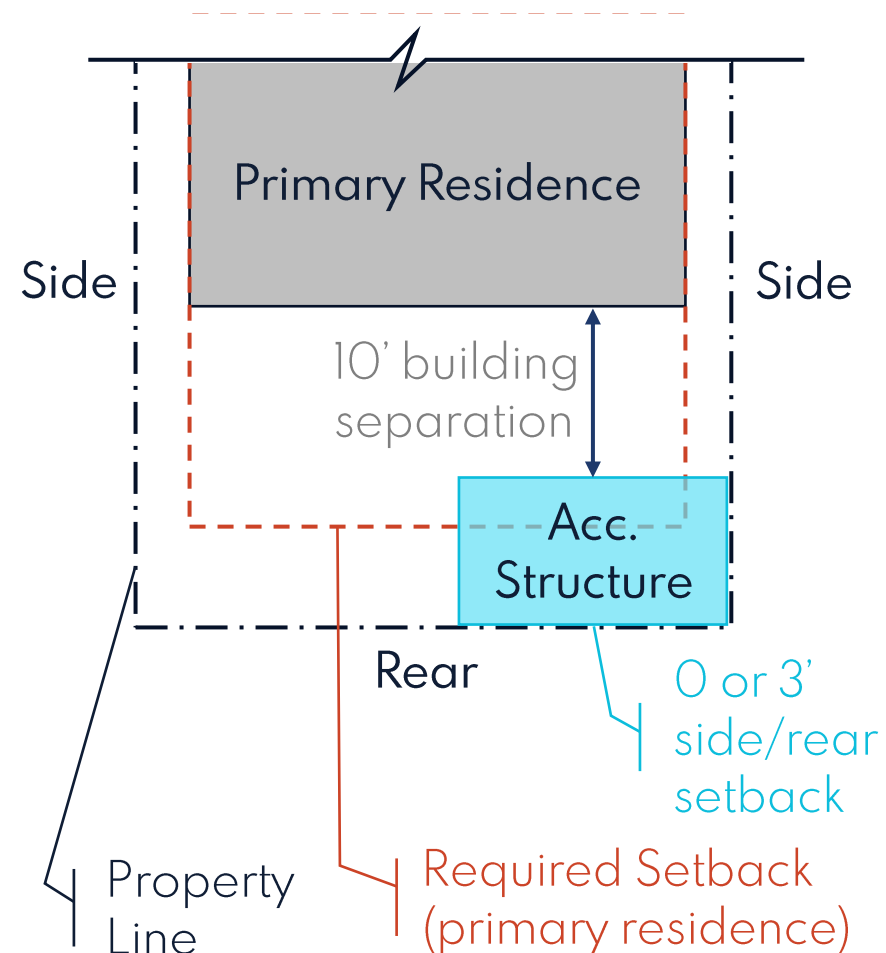 Primary Residence
Side
Side
10’ building
separation
Acc.
Structure
Rear
0 or 3’
side/rear
setback
Property
Line
Required Setback
(primary residence)